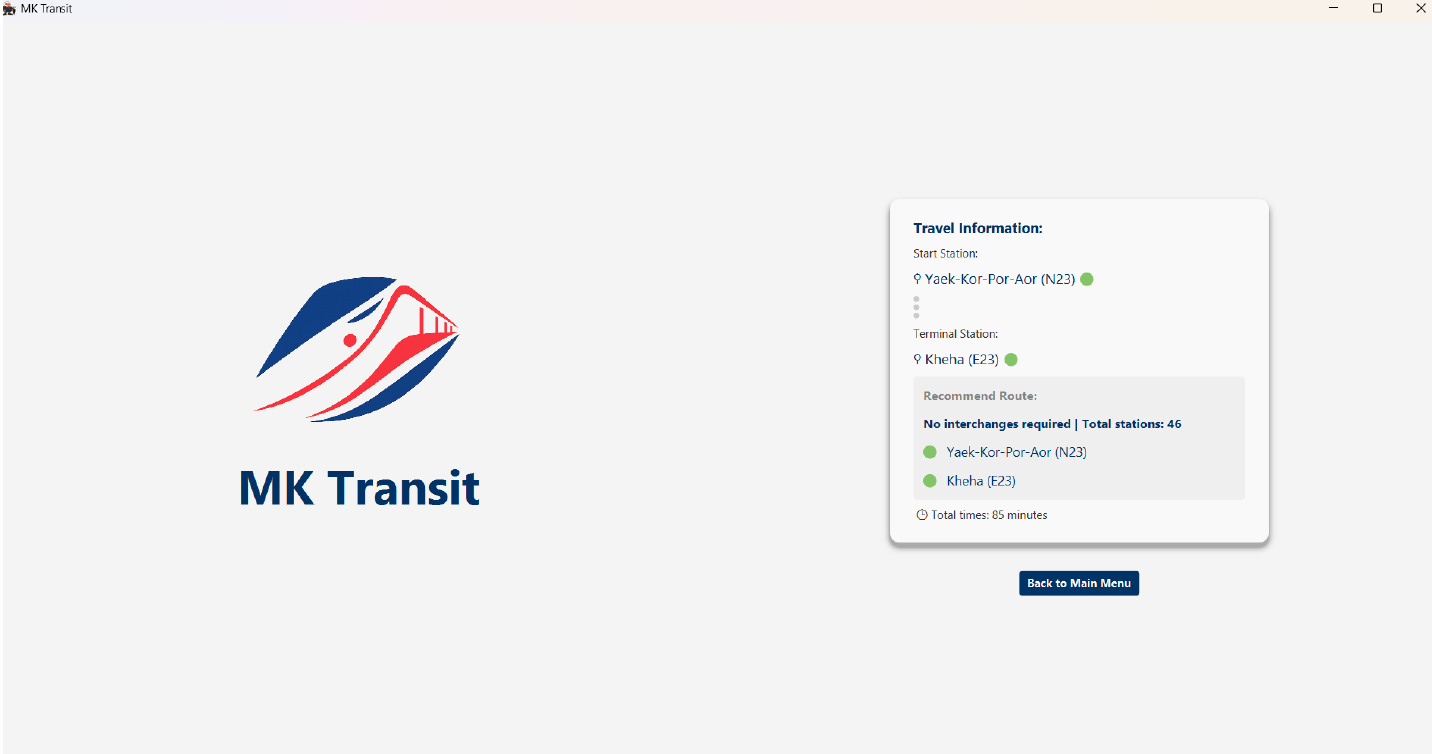 MK Transit
MK Transit
Travel Information:
Start Station:
Yaek-Kor-Por-Aor (N23)
Terminal Station:
Kheha (E23)
Recommend Route:
No interchanges required | Total stations: 46
Yaek-Kor-Por-Aor (N23)
Kheha (E23)
Total times: 85 minutes
Back to Main Menu